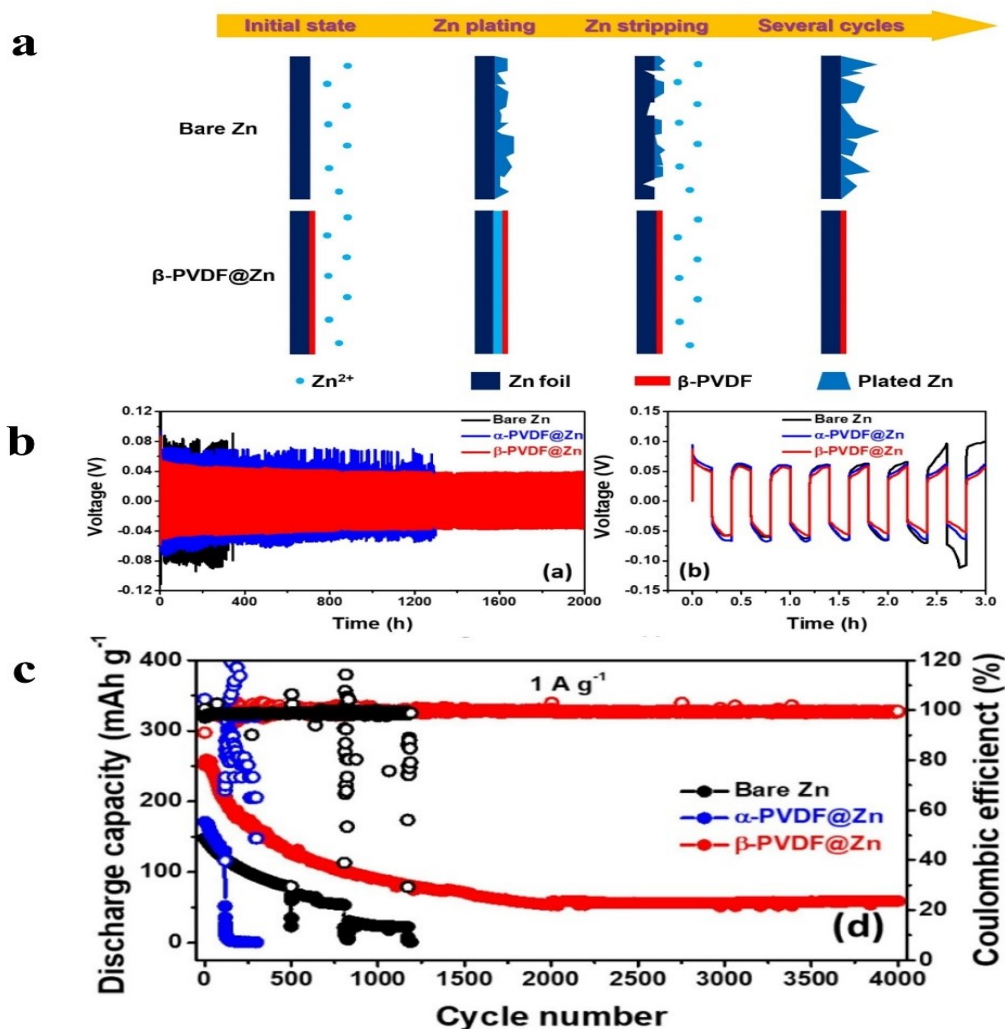 a
Initial state Zn plating Zn stripping Several cycles
Bare Zn
β-PVDF@Zn
Zn²⁺ Zn foil β-PVDF Plated Zn
b
Voltage (V)
0.12
0.08
0.04
0.00
-0.04
-0.08
-0.12
Bare Zn
α-PVDF@Zn
β-PVDF@Zn
(a)
0 400 800 1200 1600 2000
Time (h)
Voltage (V)
0.15
0.10
0.05
0.00
-0.05
-0.10
-0.15
Bare Zn
α-PVDF@Zn
β-PVDF@Zn
(b)
0.0 0.5 1.0 1.5 2.0 2.5 3.0
Time (h)
c
Discharge capacity (mAh g⁻¹)
400
300
200
100
0
1 A g⁻¹
Bare Zn
α-PVDF@Zn
β-PVDF@Zn
(d)
120
100
80
60
40
20
0
Coulombic efficienct (%)
0 500 1000 1500 2000 2500 3000 3500 4000
Cycle number